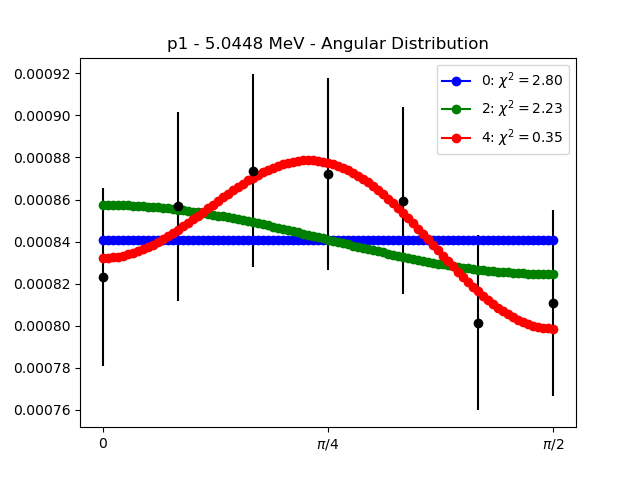 p1 - 5.0448 MeV - Angular Distribution
0.00092
0.00090
0.00088
0.00086
0.00084
0.00082
0.00080
0.00078
0.00076
0: χ² = 2.80
2: χ² = 2.23
4: χ² = 0.35
0
π/4
π/2